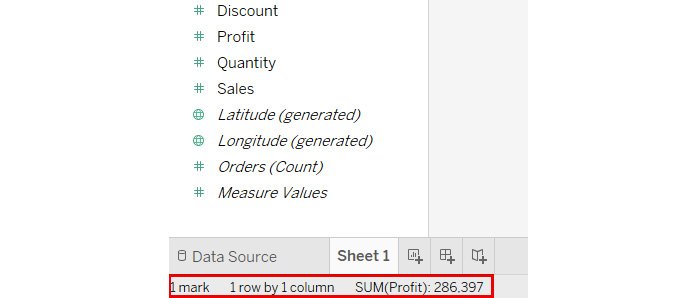 Discount
Profit
Quantity
Sales
Latitude (generated)
Longitude (generated)
Orders (Count)
Measure Values
Data Source Sheet 1
1 mark 1 row by 1 column SUM(Profit): 286,397